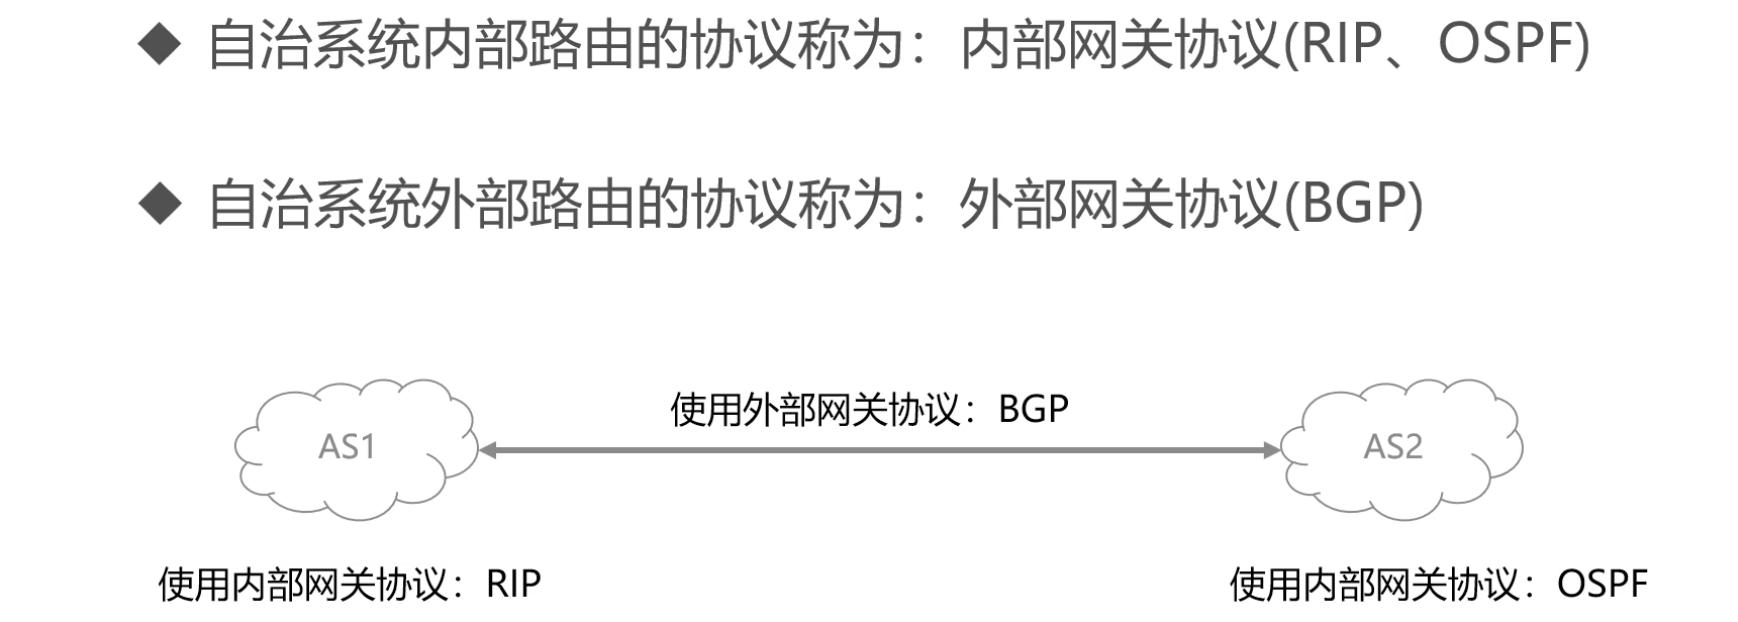 ◆ 自治系统内部路由的协议称为：内部网关协议(RIP、OSPF)
◆ 自治系统外部路由的协议称为：外部网关协议(BGP)
使用外部网关协议：BGP
AS1
AS2
使用内部网关协议：RIP
使用内部网关协议：OSPF